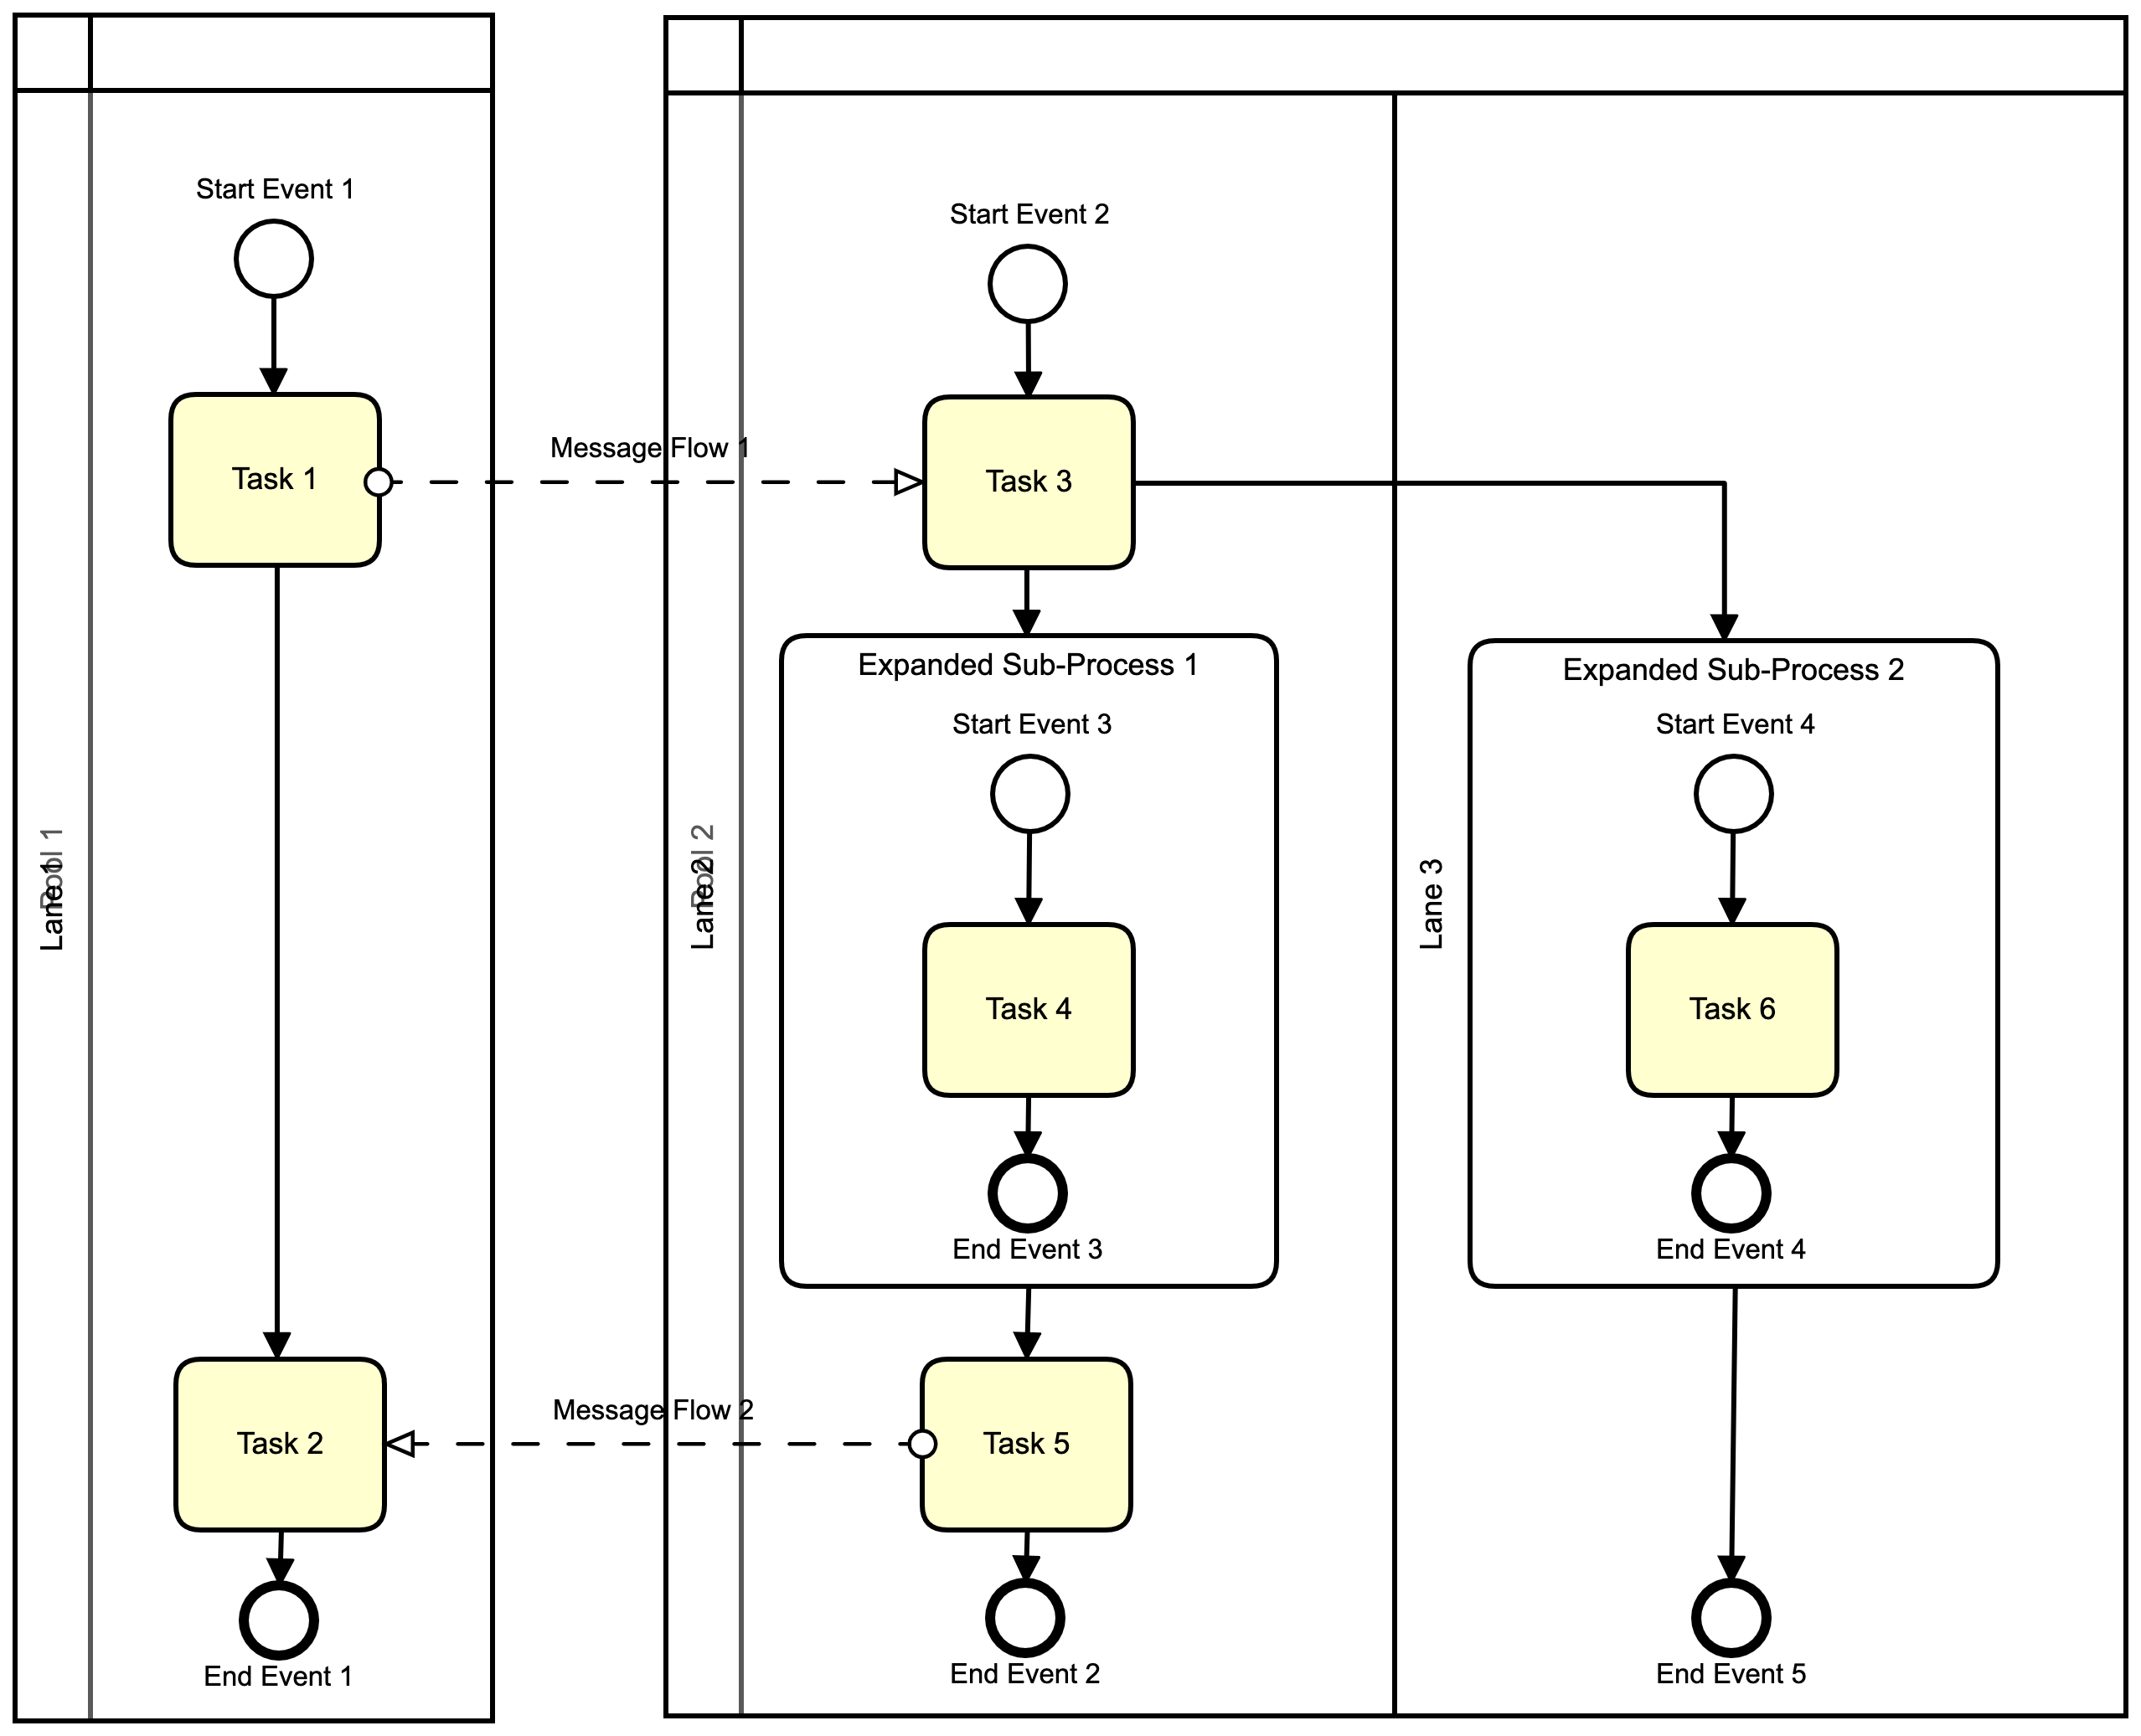 Start Event 1
Task 1
Message Flow 1
Pool 1
Lane 1
Task 2
Message Flow 2
End Event 1
Start Event 2
Task 3
Pool 2
Lane 2
Expanded Sub-Process 1
Start Event 3
Task 4
End Event 3
Task 5
End Event 2
Lane 3
Expanded Sub-Process 2
Start Event 4
Task 6
End Event 4
End Event 5